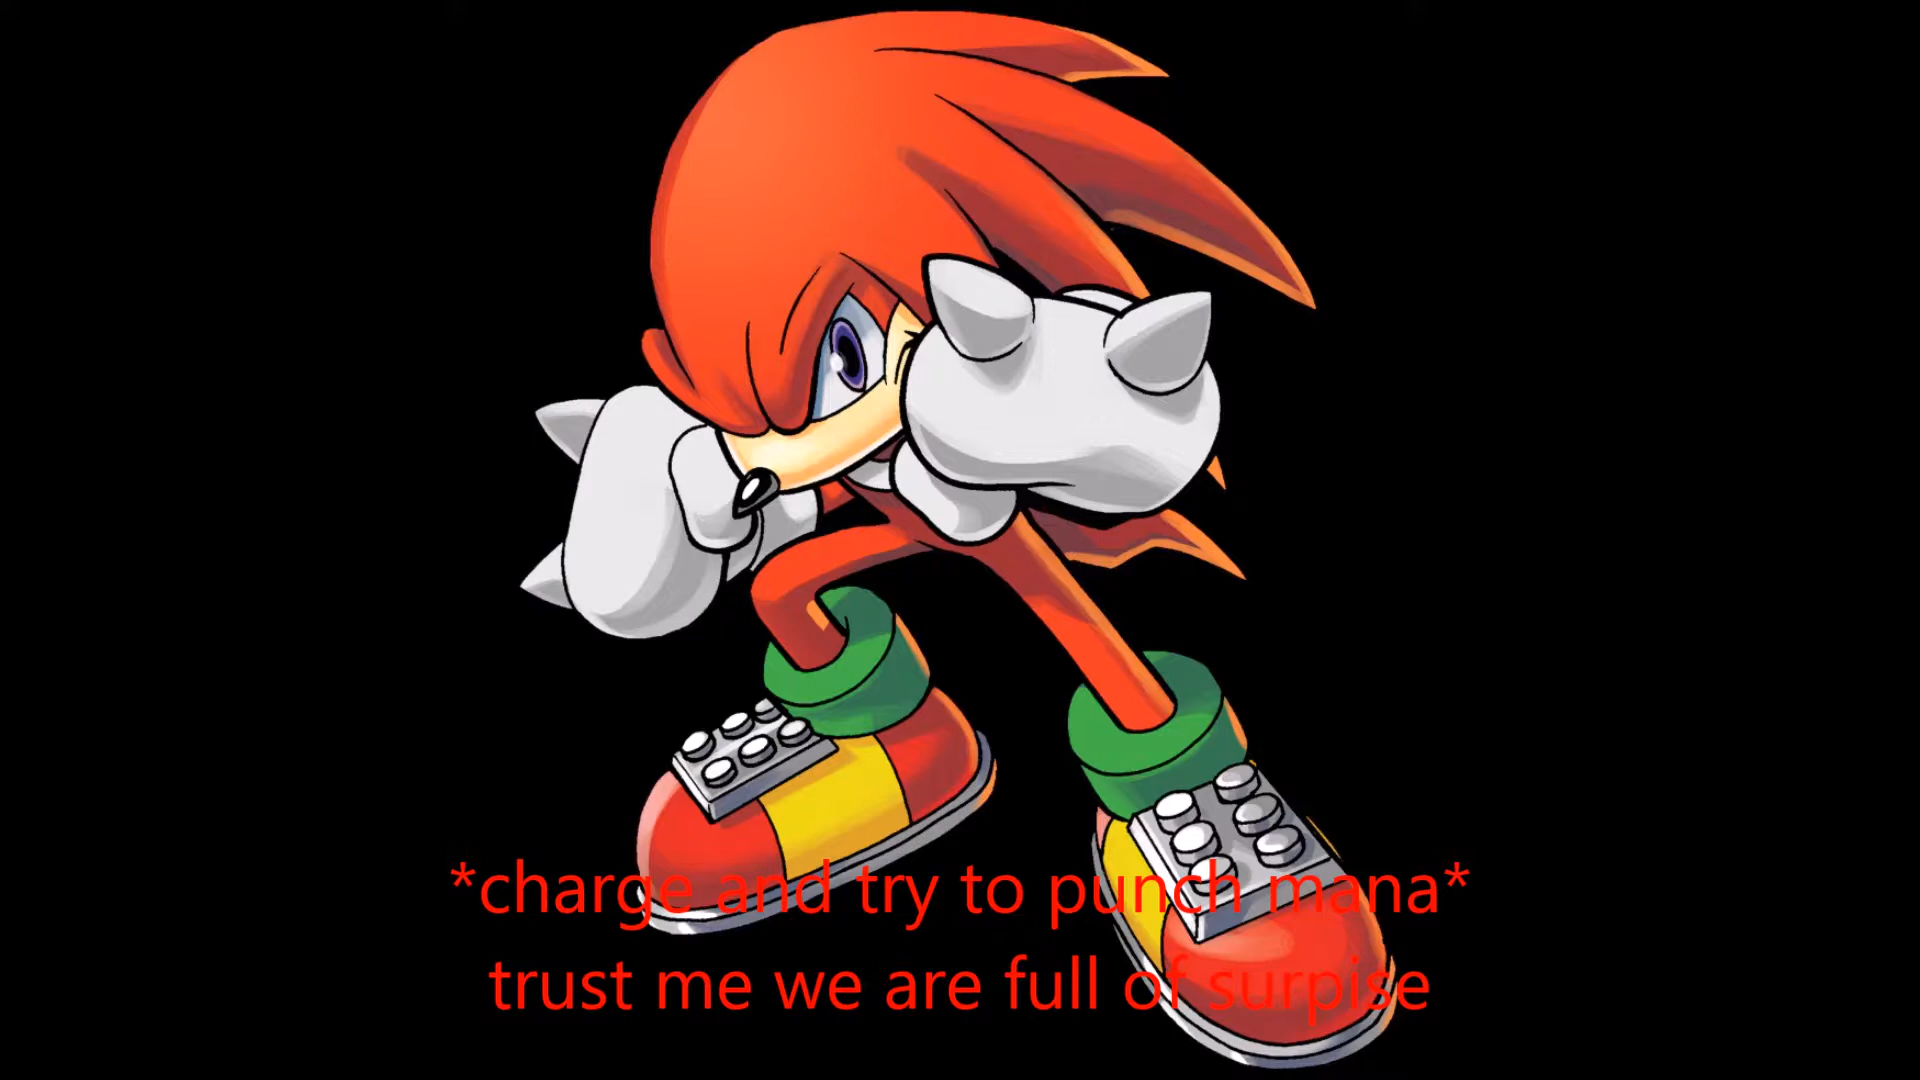 *charge and try to punch mana*
trust me we are full of surpise